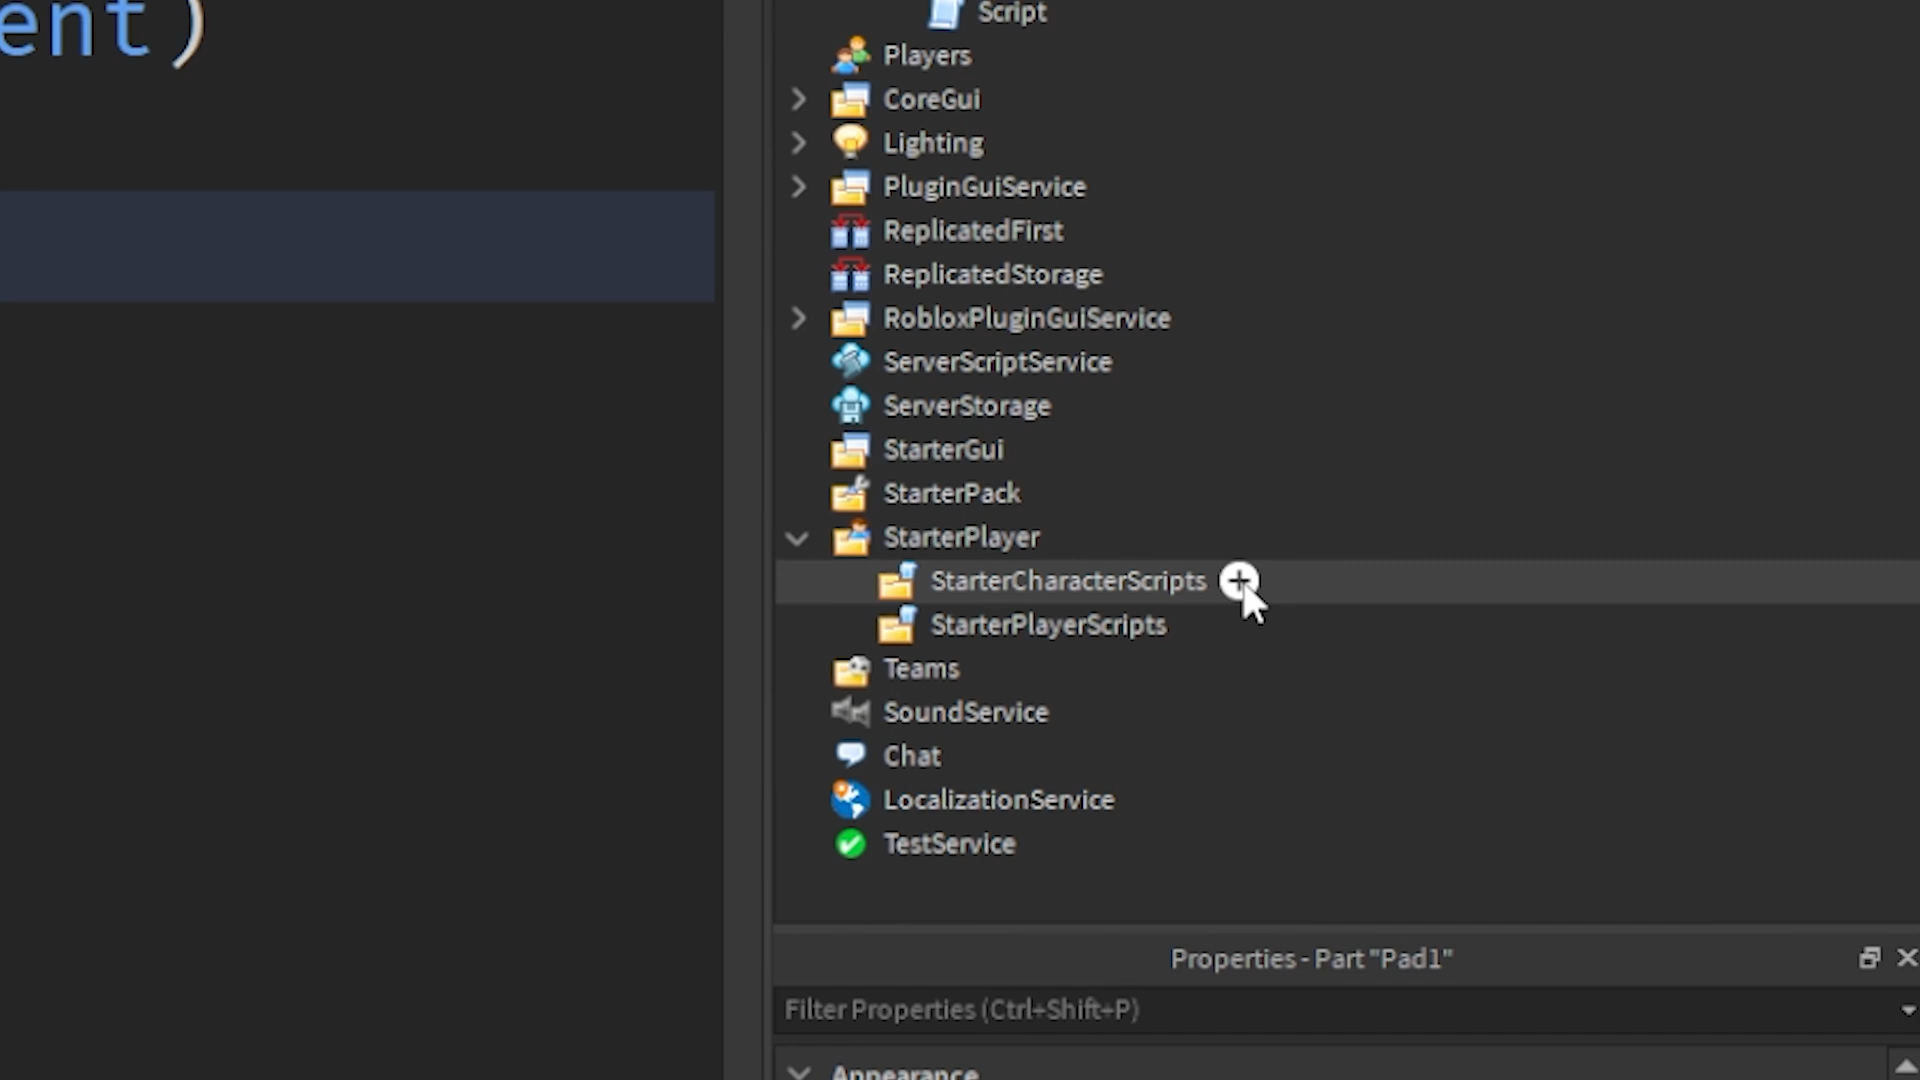 ent)
Script
Players
CoreGui
Lighting
PluginGuiService
ReplicatedFirst
ReplicatedStorage
RobloxPluginGuiService
ServerScriptService
ServerStorage
StarterGui
StarterPack
StarterPlayer
StarterCharacterScripts
StarterPlayerScripts
Teams
SoundService
Chat
LocalizationService
TestService
Properties - Part "Pad1"
Filter Properties (Ctrl+Shift+P)
Appearance